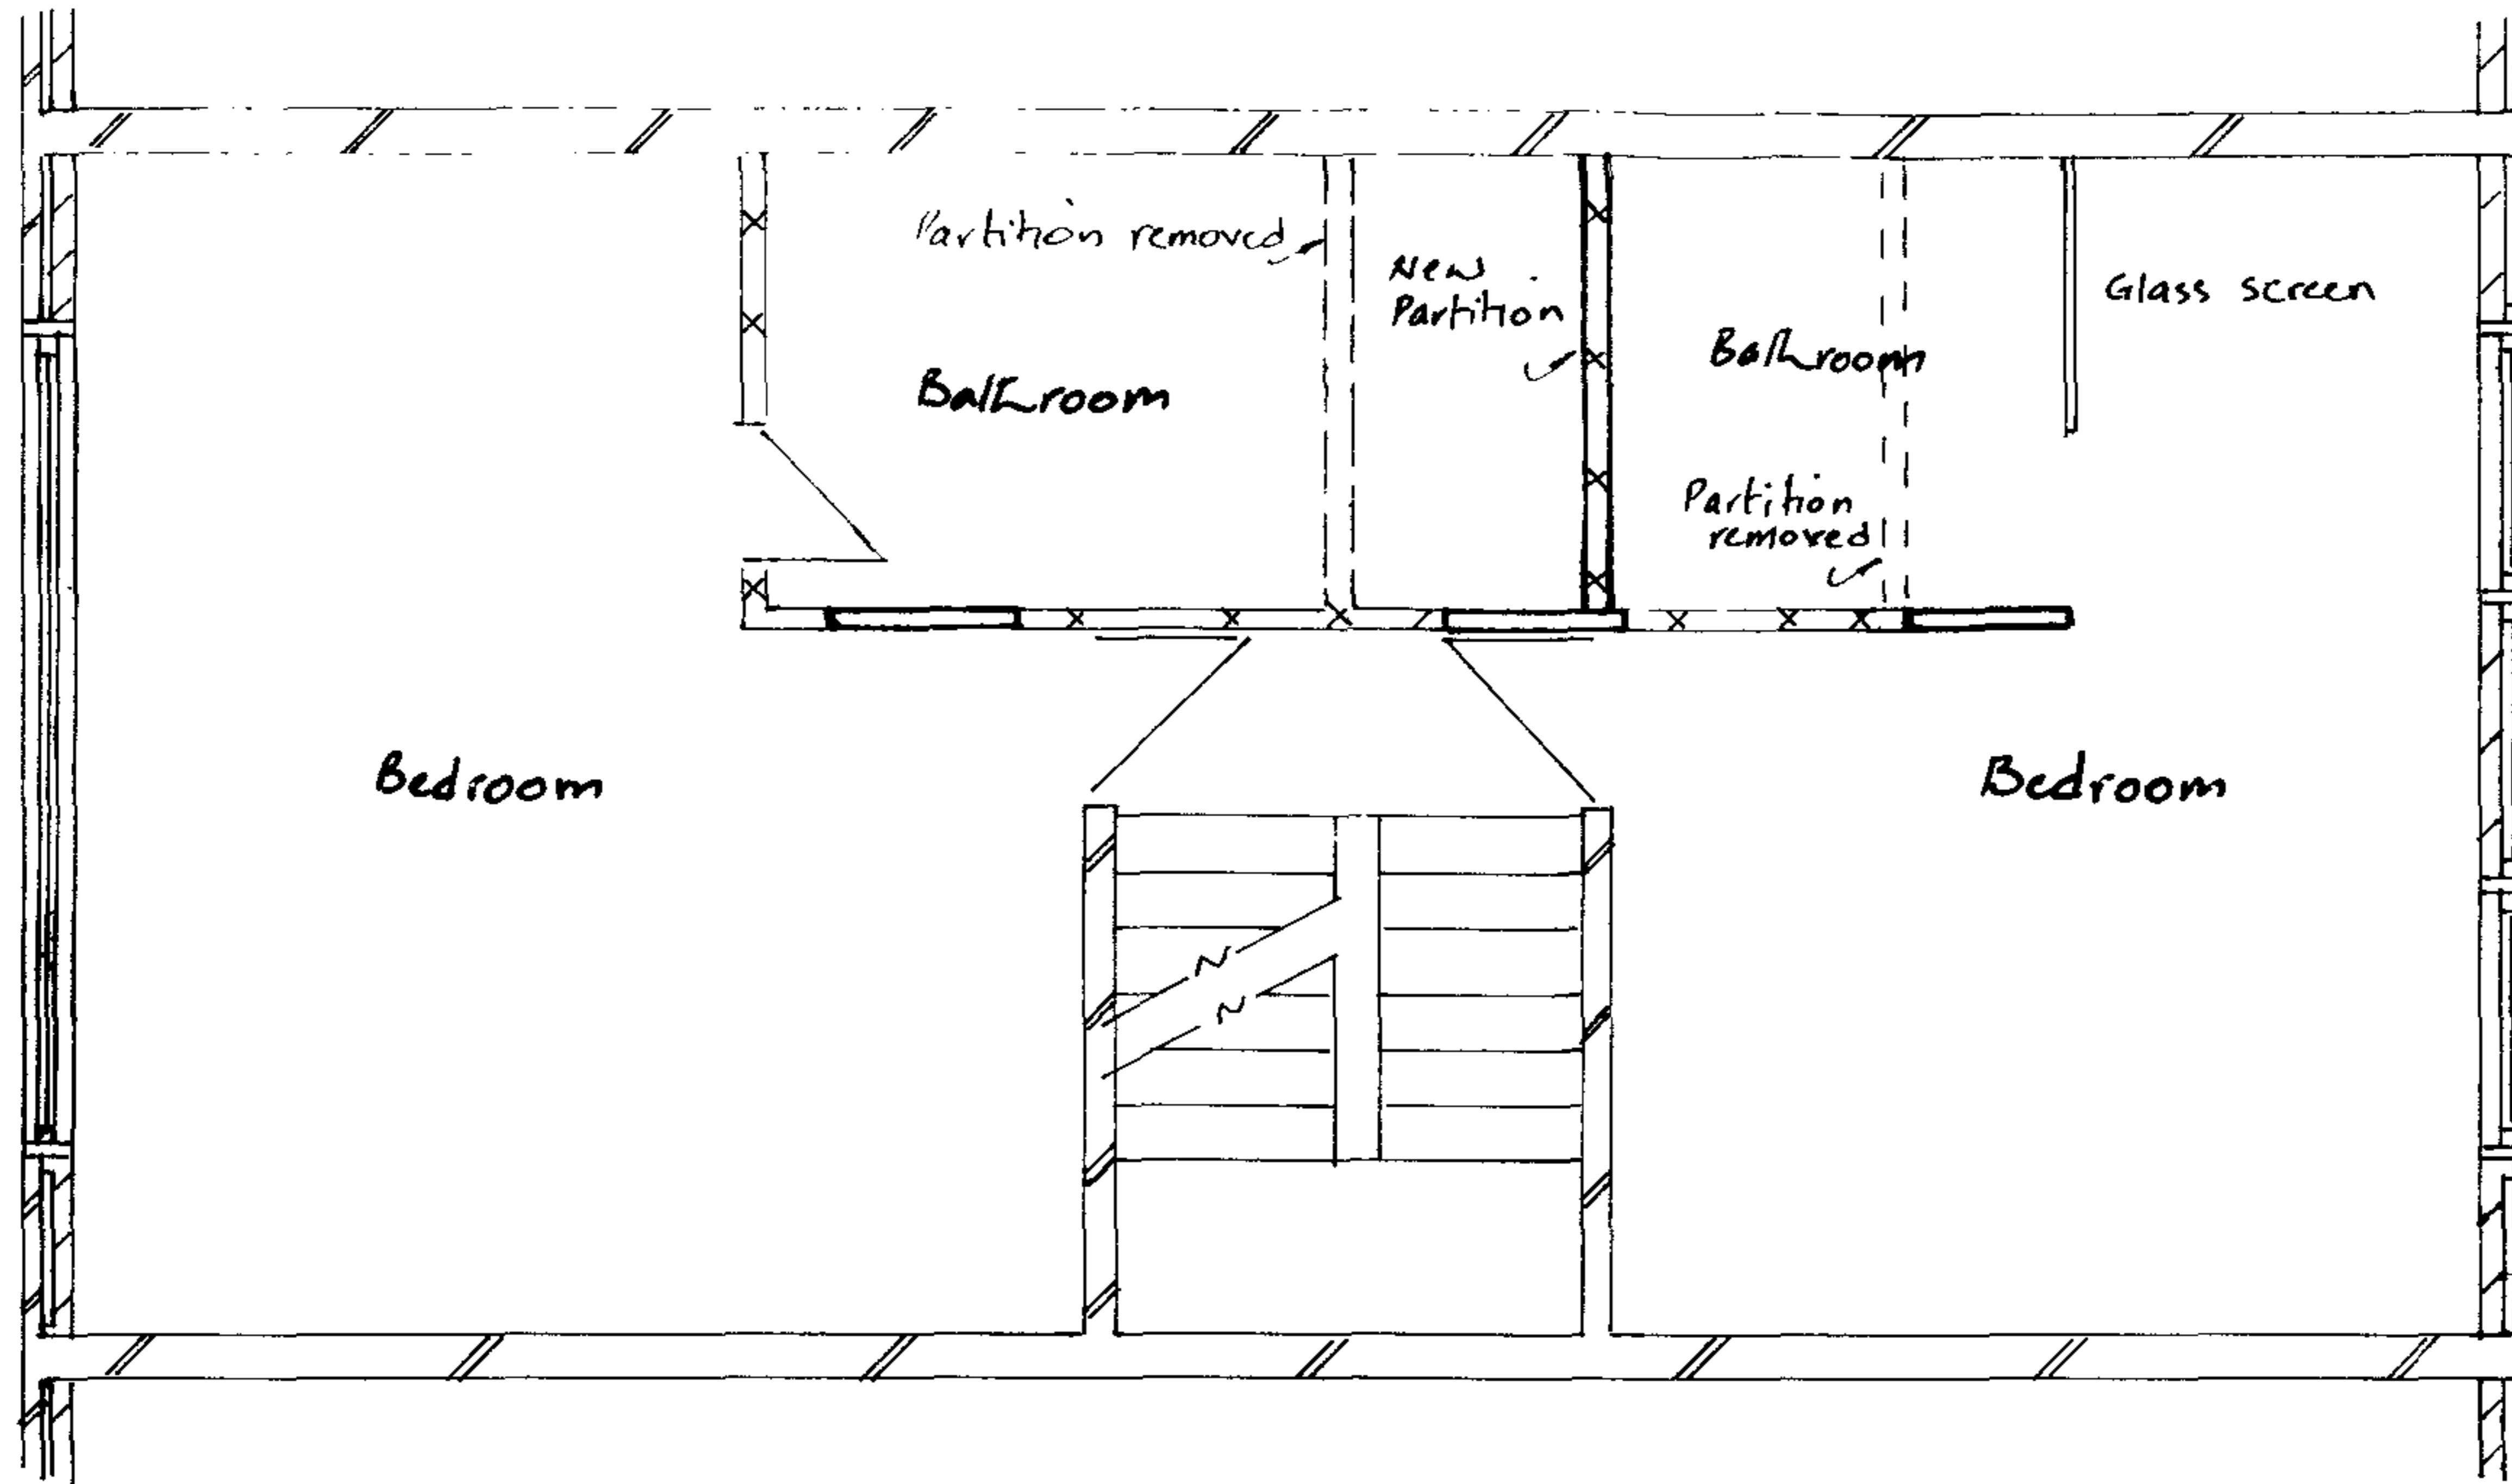 Partition removed
New
Partition
Glass screen
Bathroom
Bathroom
Partition
removed
Bedroom
Bedroom